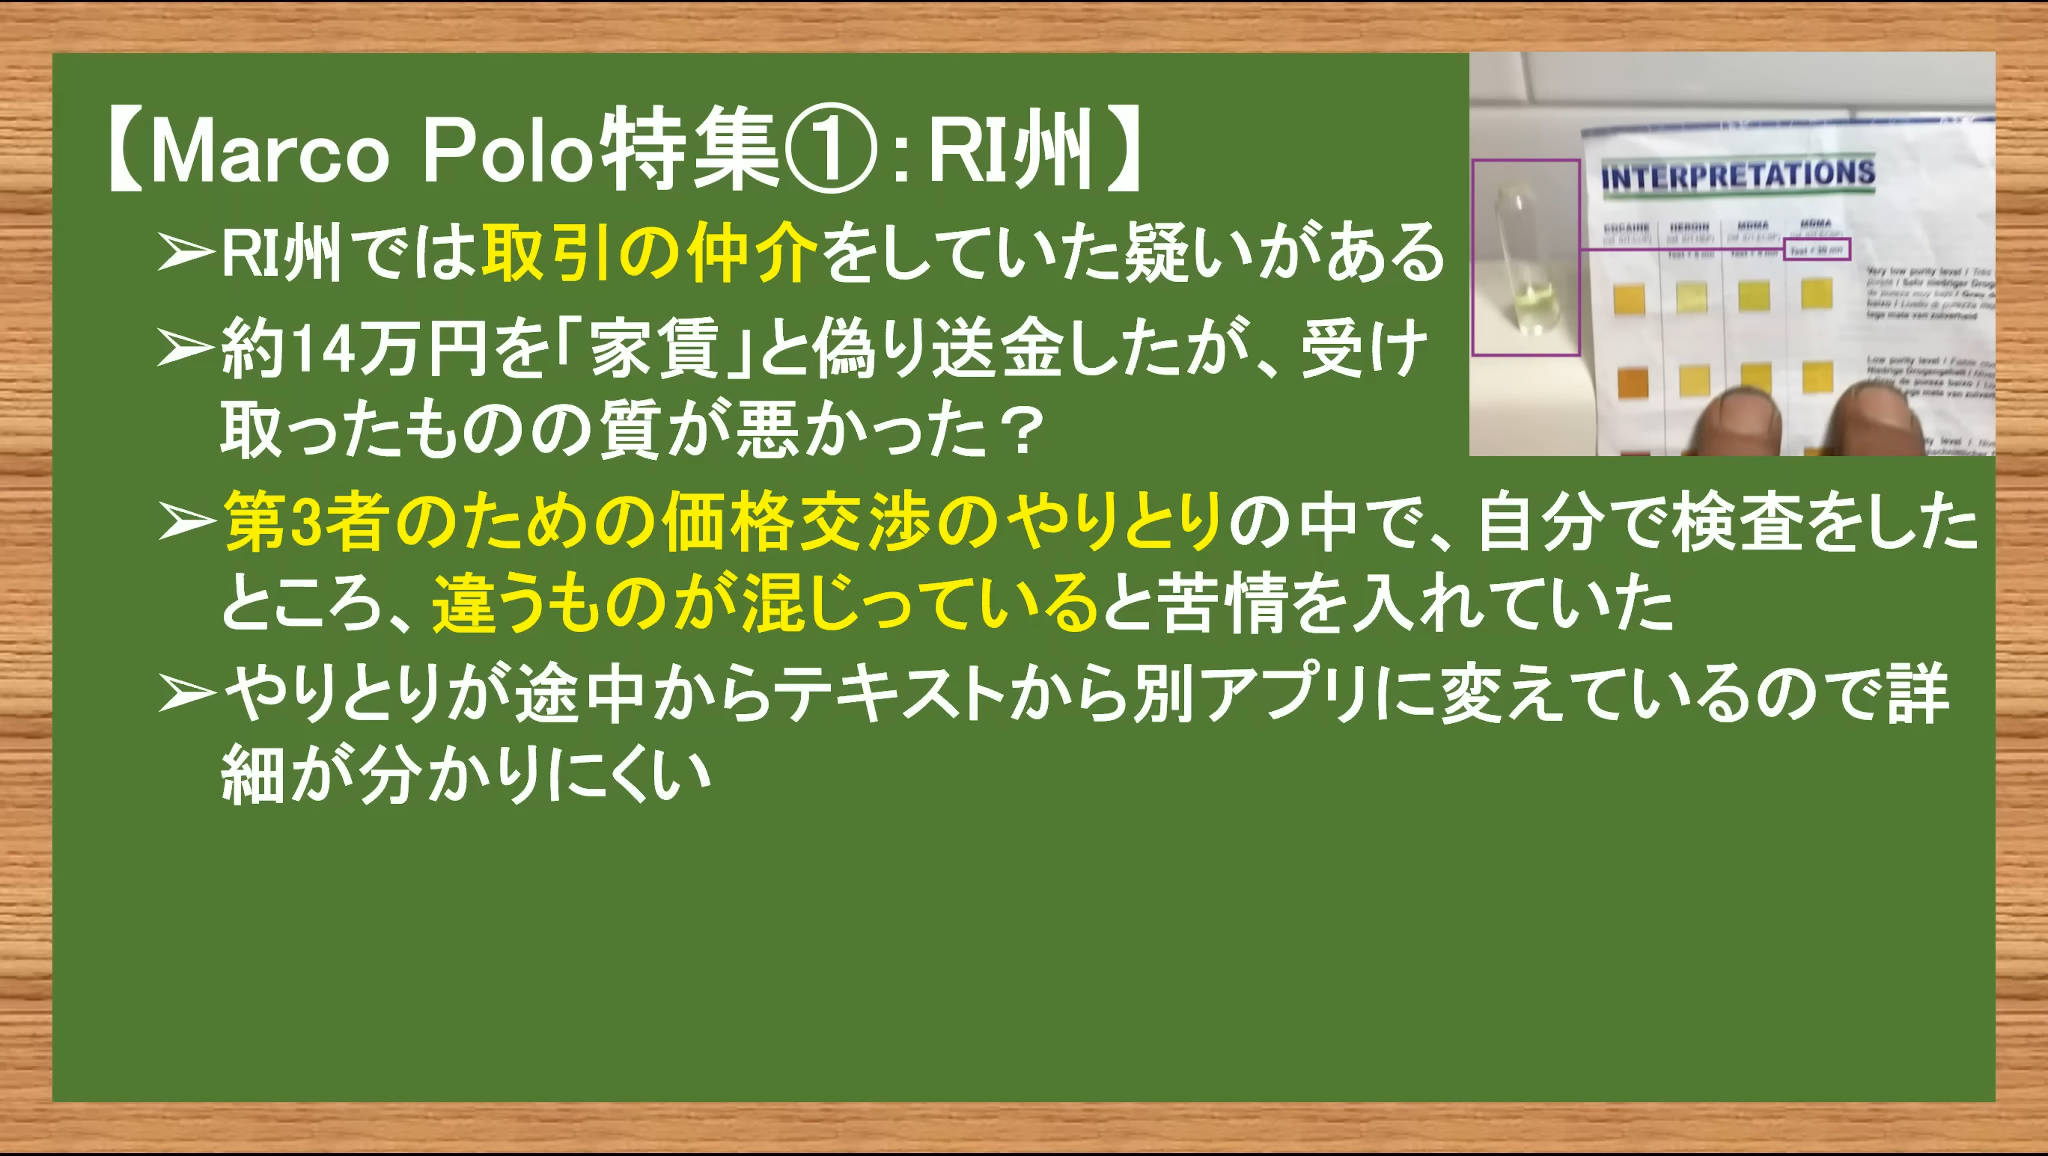 【Marco Polo特集①：RI州】
➢RI州では取引の仲介をしていた疑いがある
➢約14万円を「家賃」と偽り送金したが、受け
取ったものの質が悪かった？
➢第3者のための価格交渉のやりとりの中で、自分で検査をした
ところ、違うものが混じっていると苦情を入れていた
➢やりとりが途中からテキストから別アプリに変えているので詳
細が分かりにくい
INTERPRETATIONS
COCAINE HEROIN MDMA MDMA
Very low purity level
Low purity level